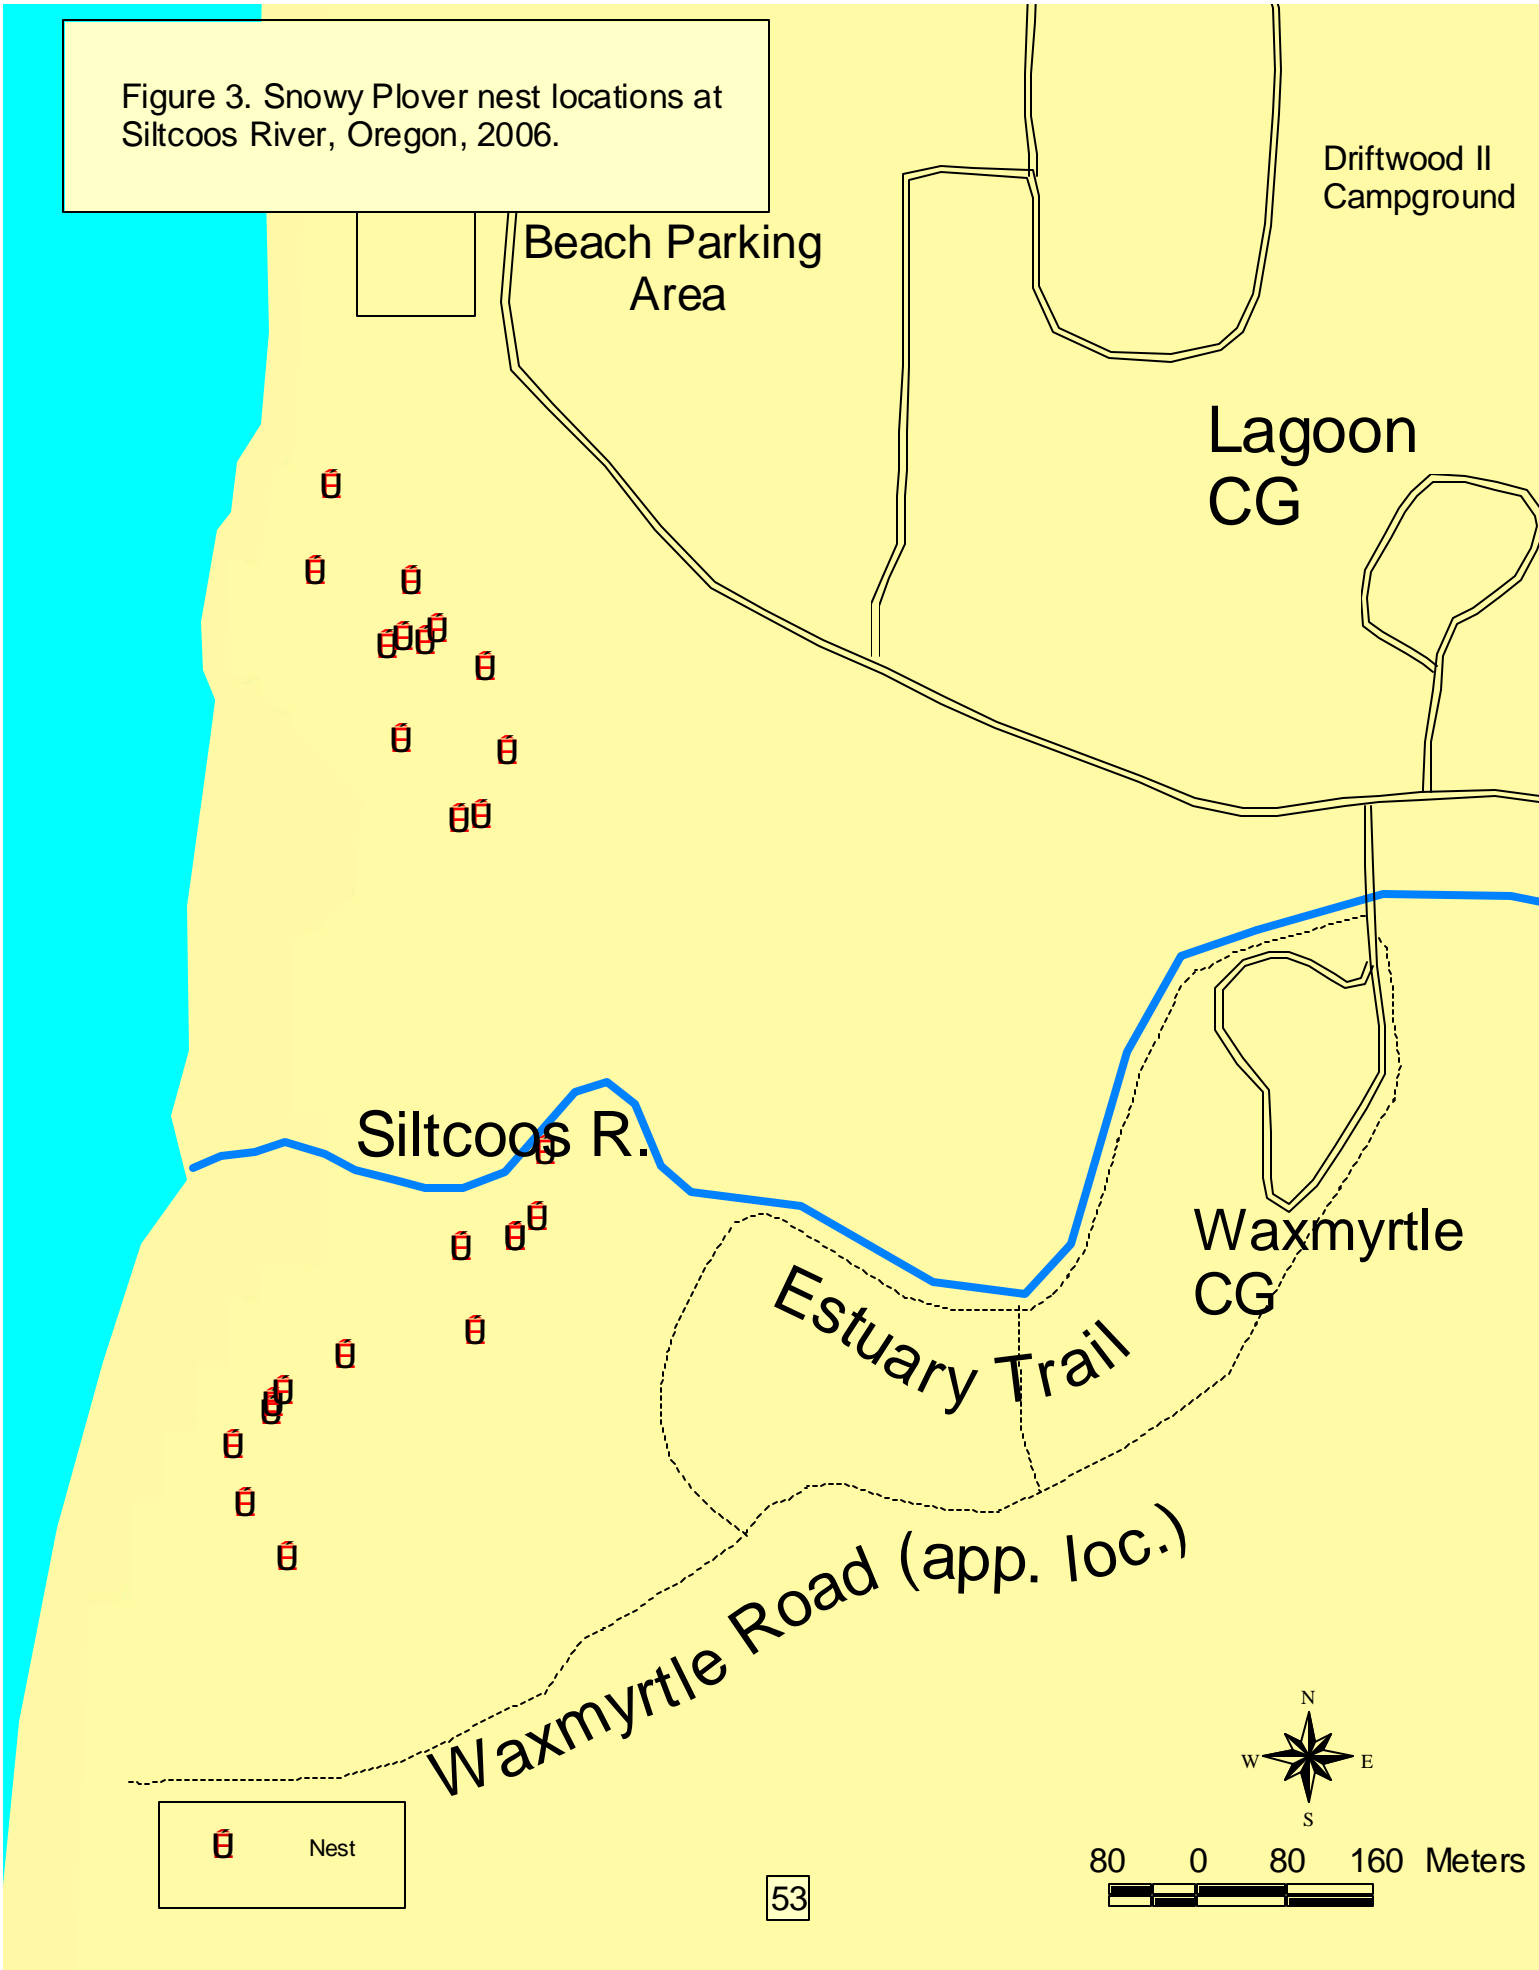 Figure 3. Snowy Plover nest locations at
Siltcoos River, Oregon, 2006.
Driftwood II
Campground
Beach Parking
Area
Lagoon
CG
Siltcoos R.
Waxmyrtle
CG
Estuary Trail
Waxmyrtle Road (app. loc.)
N
W E
S
Nest
80 0 80 160 Meters
53